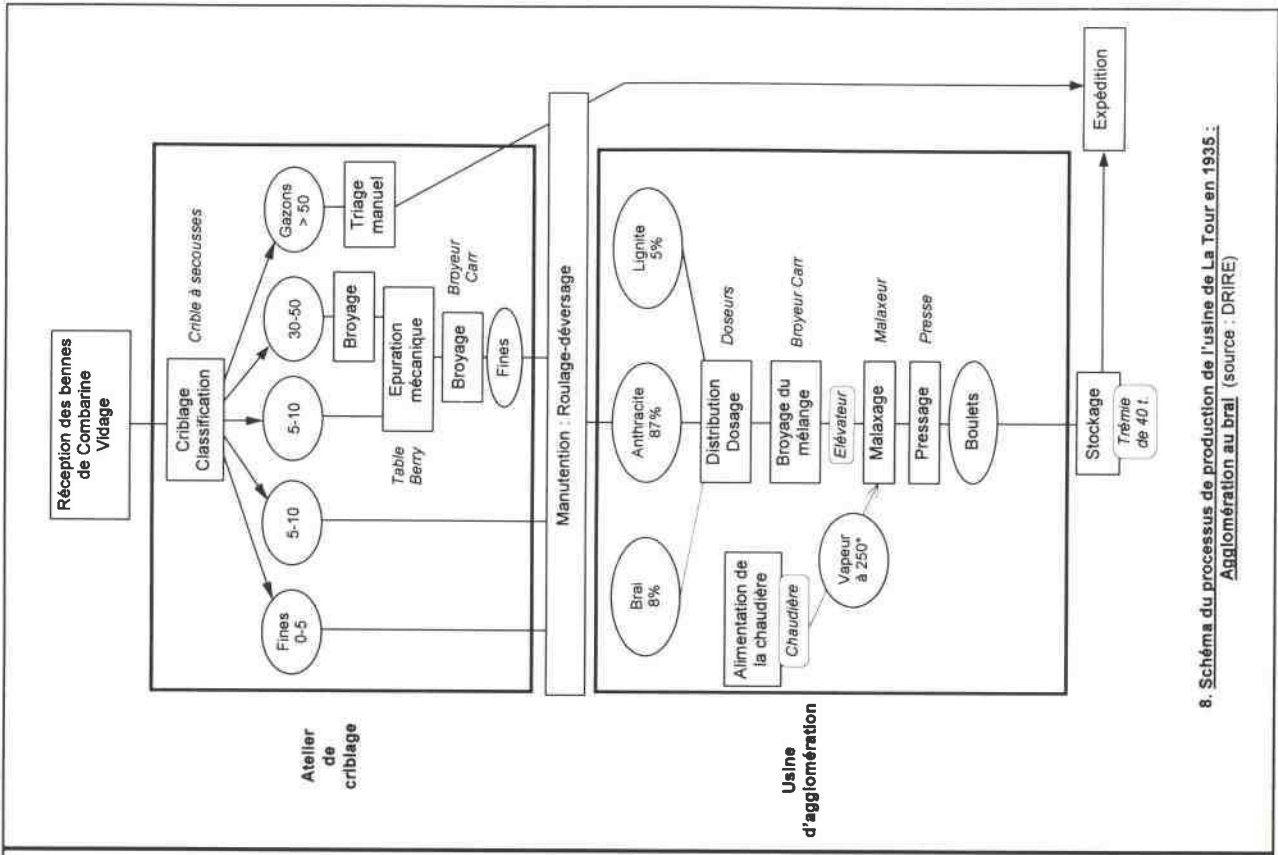 Réception des bennes
de Combarine
Vidage
Atelier
de
criblage
Criblage
Classification
Crible à secousses
Fines
0-5
5-10
5-10
30-50
Gazons
> 50
Broyage
Triage
manuel
Table
Berry
Epuration
mécanique
Broyeur
Carr
Broyage
Fines
Manutention : Roulage-déversage
Usine
d'agglomération
Brai
8%
Anthracite
87%
Lignite
5%
Distribution
Dosage
Doseurs
Alimentation de
la chaudière
Chaudière
Broyage du
mélange
Broyeur Carr
Elévateur
Vapeur
à 250°
Malaxage
Malaxeur
Pressage
Presse
Boulets
Stockage
Trémie
de 40 t.
Expédition
8. Schéma du processus de production de l'usine de La Tour en 1935 :
Agglomération au brai (source : DRIRE)